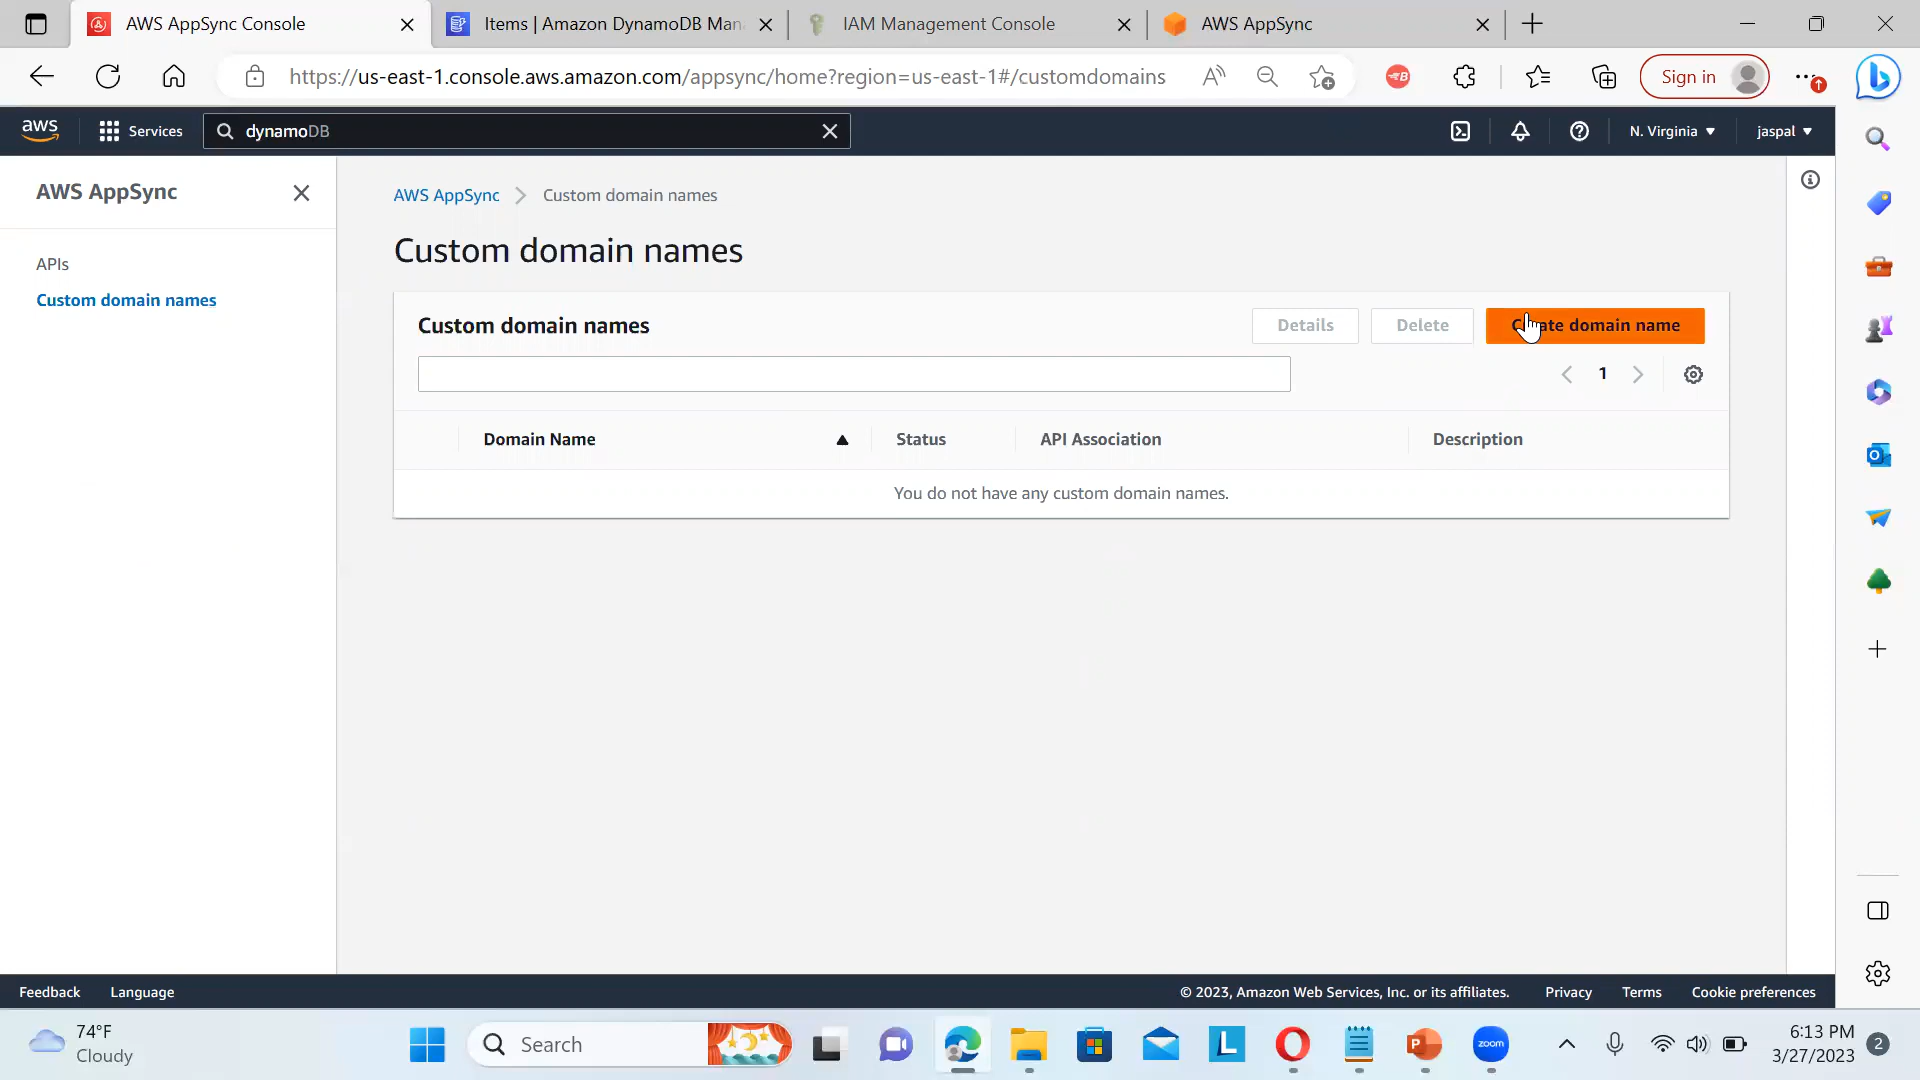 AWS AppSync Console
Items | Amazon DynamoDB Man
IAM Management Console
AWS AppSync
https://us-east-1.console.aws.amazon.com/appsync/home?region=us-east-1#/customdomains
Sign in
aws
Services
dynamoDB
N. Virginia
jaspal
AWS AppSync
APIs
Custom domain names
AWS AppSync
Custom domain names
Custom domain names
Custom domain names
Details
Delete
Create domain name
1
Domain Name
Status
API Association
Description
You do not have any custom domain names.
Feedback
Language
© 2023, Amazon Web Services, Inc. or its affiliates.
Privacy
Terms
Cookie preferences
74°F
Cloudy
Search
zoom
6:13 PM
3/27/2023
2